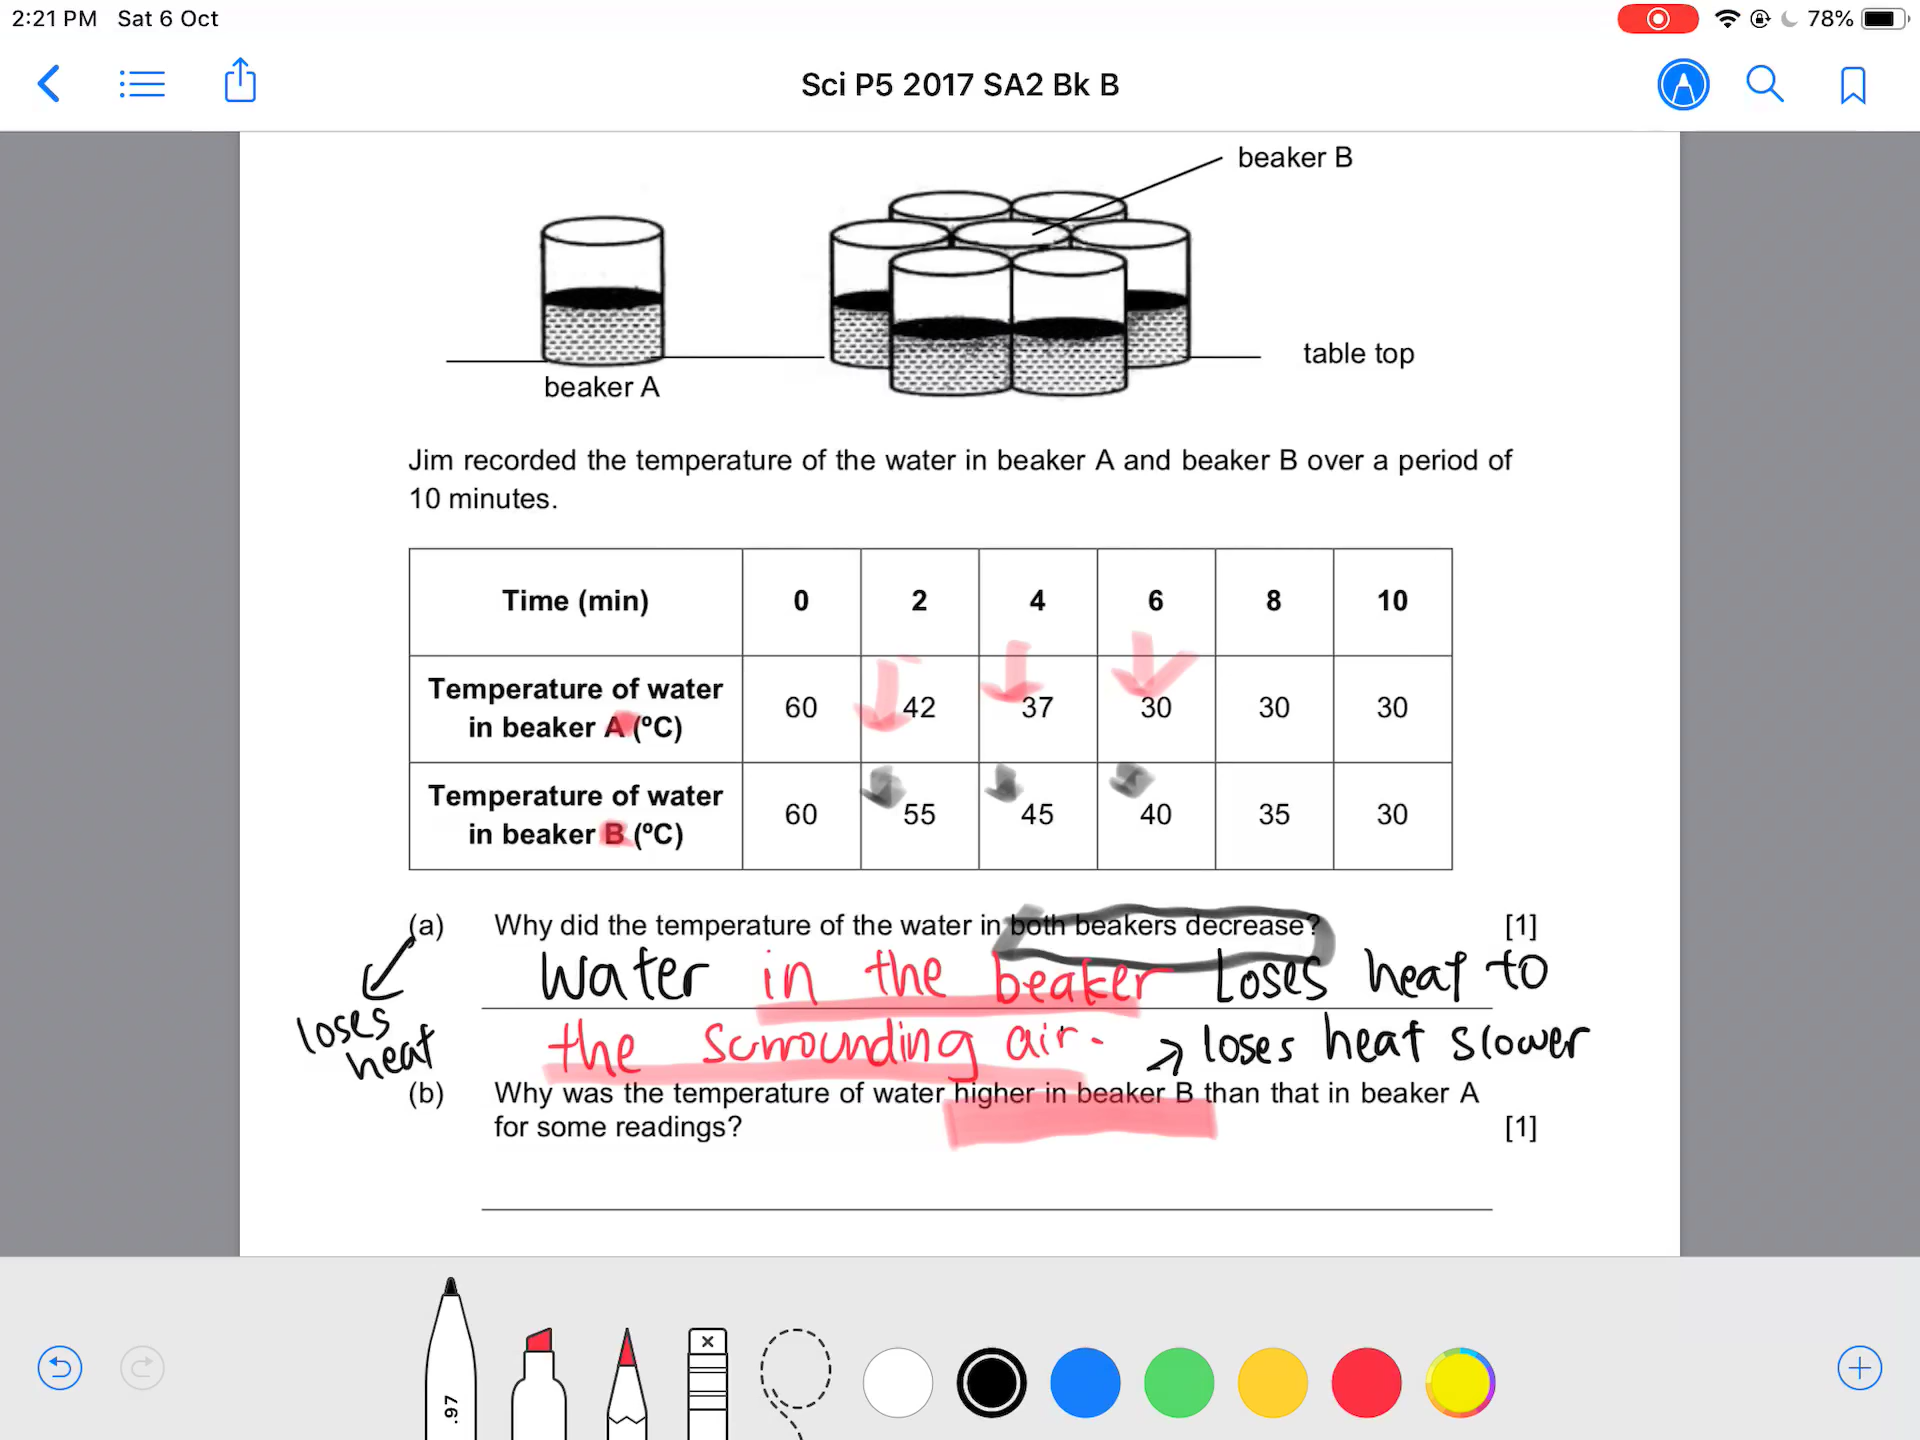 2:21 PM Sat 6 Oct
78%
Sci P5 2017 SA2 Bk B
beaker B
table top
beaker A
Jim recorded the temperature of the water in beaker A and beaker B over a period of
10 minutes.
Time (min) 0 2 4 6 8 10
Temperature of water
in beaker A (ºC) 60 42 37 30 30 30
Temperature of water
in beaker B (ºC) 60 55 45 40 35 30
(a) Why did the temperature of the water in both beakers decrease? [1]
Water in the beaker Loses heat to
the surrounding air.
loses
heat
loses heat slower
(b) Why was the temperature of water higher in beaker B than that in beaker A
for some readings? [1]
.97